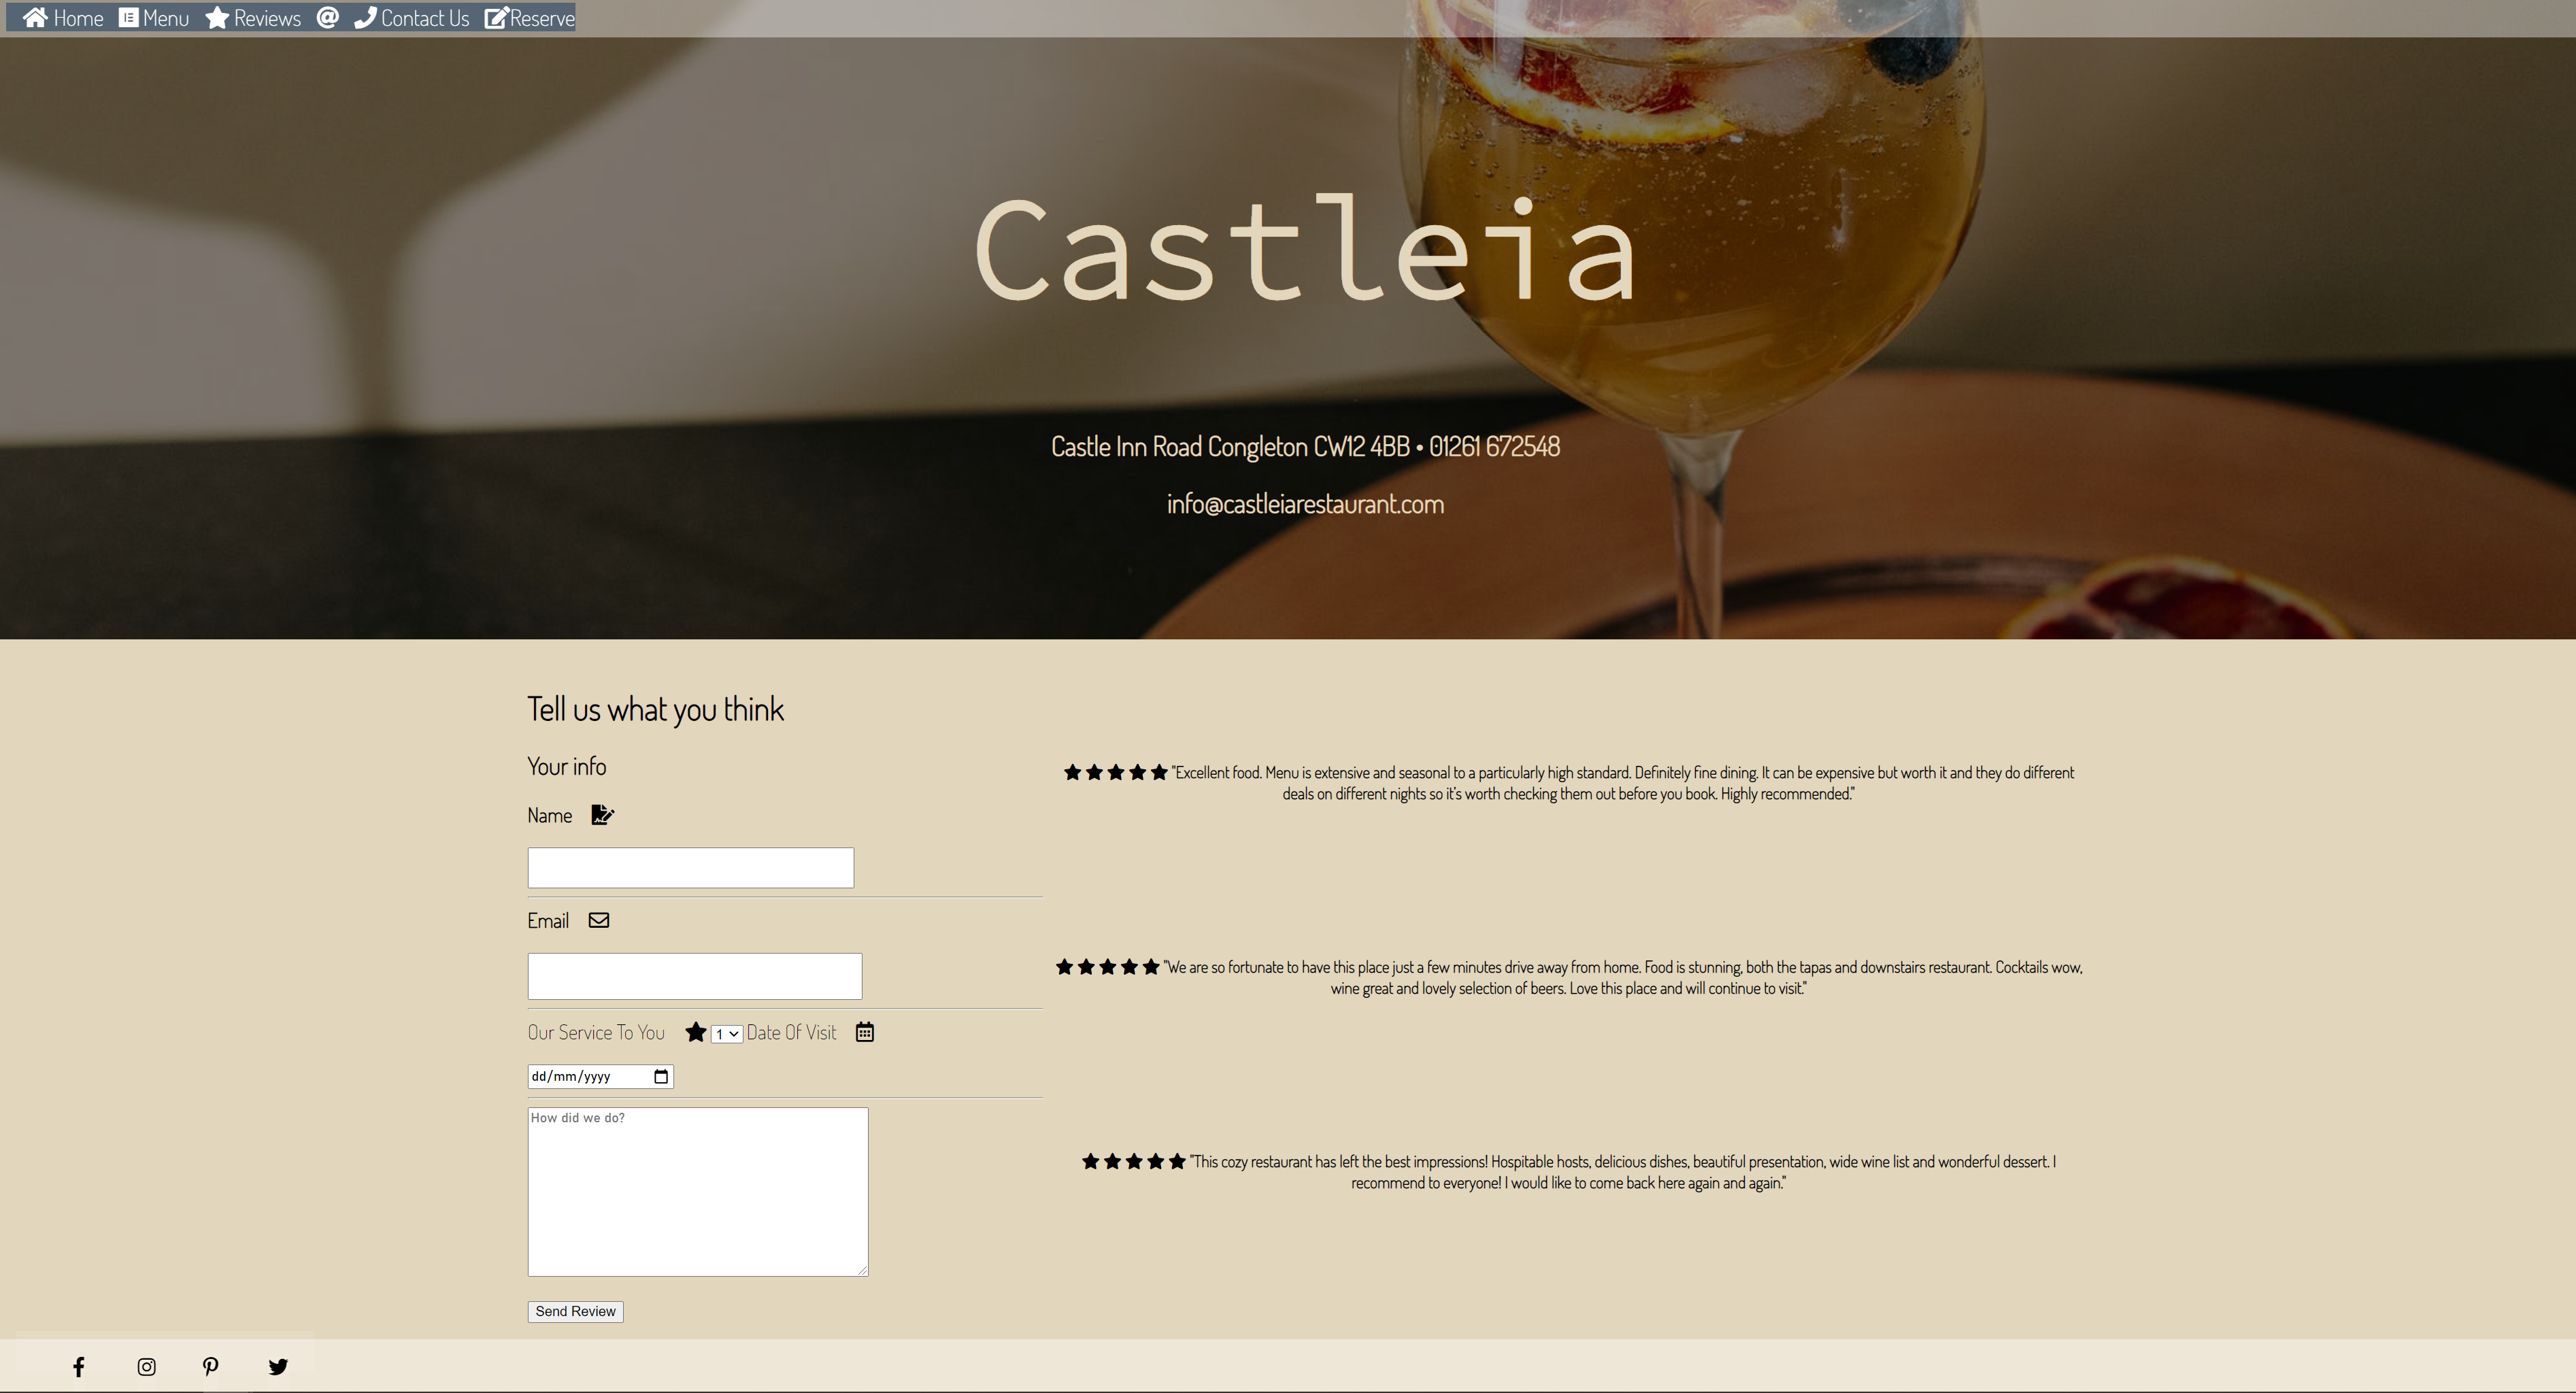 Home Menu Reviews @ Contact Us Reserve
Castleia
Castle Inn Road Congleton CW12 4BB • 01261 672548
info@castleiarestaurant.com
Tell us what you think
Your info
Name
Email
Our Service To You 1 Date Of Visit
dd/mm/yyyy
How did we do?
Send Review
"Excellent food. Menu is extensive and seasonal to a particularly high standard. Definitely fine dining. It can be expensive but worth it and they do different
deals on different nights so it's worth checking them out before you book. Highly recommended."
"We are so fortunate to have this place just a few minutes drive away from home. Food is stunning, both the tapas and downstairs restaurant. Cocktails wow,
wine great and lovely selection of beers. Love this place and will continue to visit."
"This cozy restaurant has left the best impressions! Hospitable hosts, delicious dishes, beautiful presentation, wide wine list and wonderful dessert. I
recommend to everyone! I would like to come back here again and again."